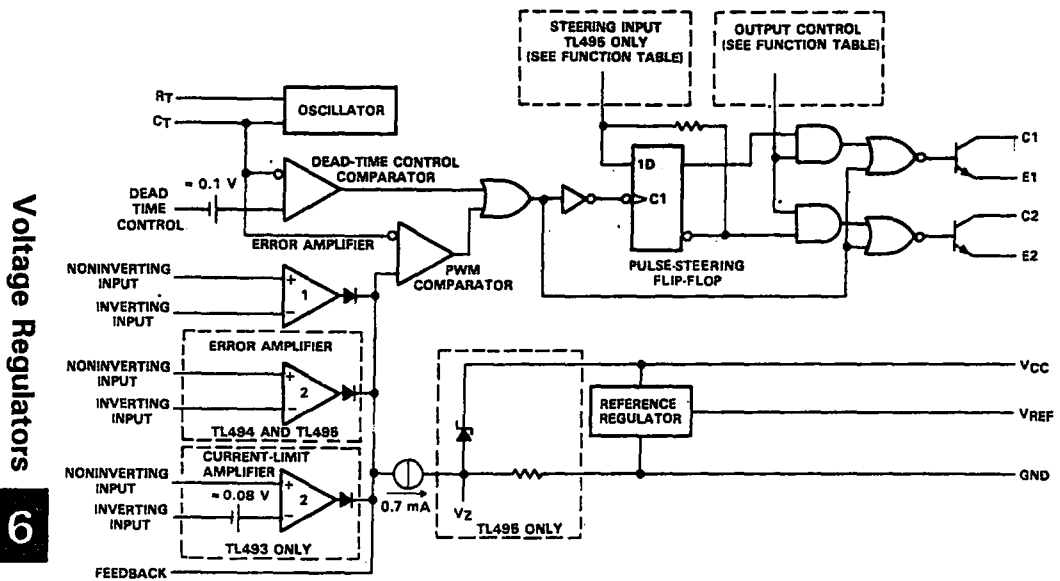 STEERING INPUT
TL495 ONLY
(SEE FUNCTION TABLE)
OUTPUT CONTROL
(SEE FUNCTION TABLE)
RT
CT
OSCILLATOR
DEAD-TIME CONTROL
COMPARATOR
≈ 0.1 V
DEAD
TIME
CONTROL
ERROR AMPLIFIER
PWM
COMPARATOR
1D
C1
PULSE-STEERING
FLIP-FLOP
C1
E1
C2
E2
NONINVERTING
INPUT
INVERTING
INPUT
+
−
1
ERROR AMPLIFIER
NONINVERTING
INPUT
INVERTING
INPUT
+
−
2
TL494 AND TL495
CURRENT-LIMIT
AMPLIFIER
NONINVERTING
INPUT
≈ 0.08 V
INVERTING
INPUT
+
−
2
TL493 ONLY
FEEDBACK
0.7 mA
VZ
TL495 ONLY
REFERENCE
REGULATOR
VCC
VREF
GND
Voltage Regulators
6